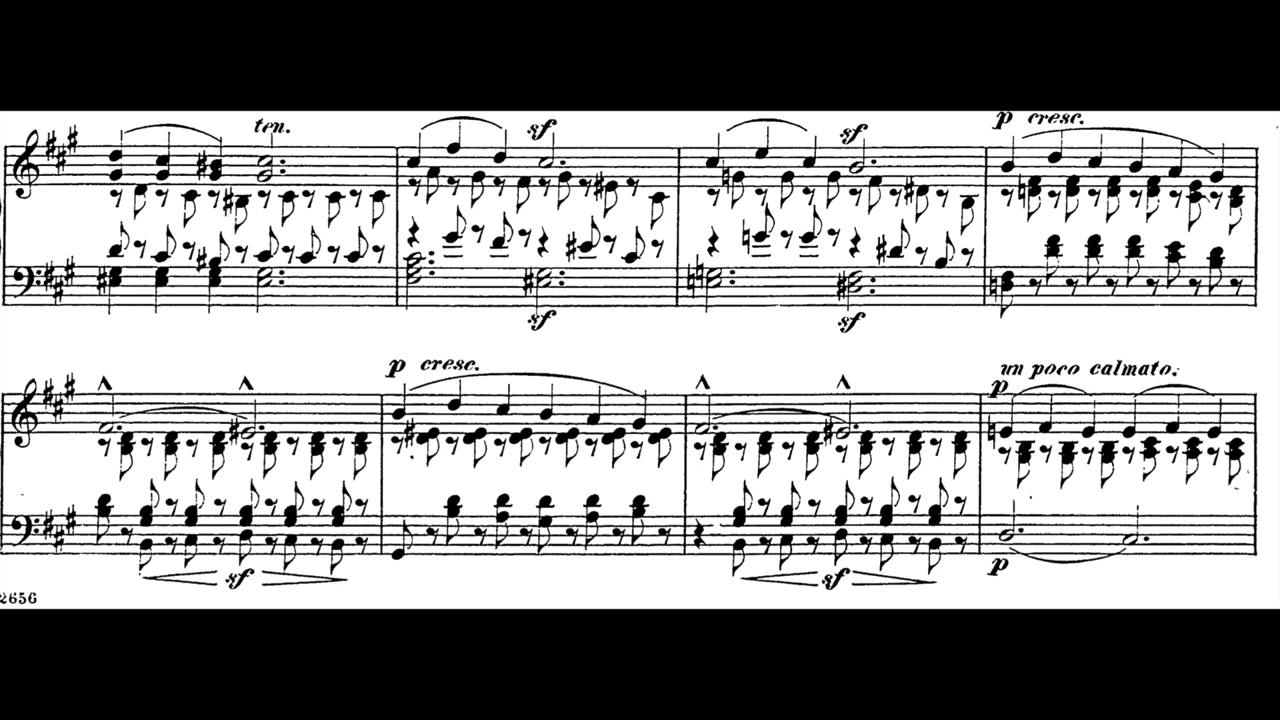 ten.
sf sf p cresc.
sf sf
p cresc. un poco calmato.
p
sf sf p
2656